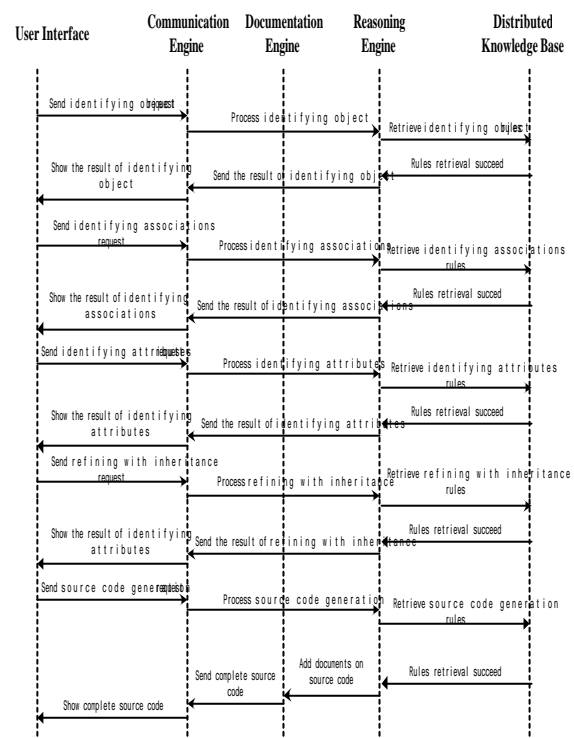 User Interface
Communication Engine
Documentation Engine
Reasoning Engine
Distributed Knowledge Base
Send identifying object request
Process identifying object
Retrieve identifying object rules
Rules retrieval succeed
Show the result of identifying
object
Send the result of identifying object
Send identifying associations
request
Process identifying associations
Retrieve identifying associations
rules
Rules retrieval succed
Show the result of identifying
associations
Send the result of identifying associations
Send identifying attributes request
Process identifying attributes
Retrieve identifying attributes
rules
Rules retrieval succeed
Show the result of identifying
attributes
Send the result of identifying attributes
Send refining with inheritance
request
Process refining with inheritance
Retrieve refining with inheritance
rules
Rules retrieval succeed
Show the result of identifying
attributes
Send the result of refining with inheritance
Send source code generation request
Process source code generation
Retrieve source code generation
rules
Rules retrieval succeed
Add documents on
source code
Send complete source
code
Show complete source code